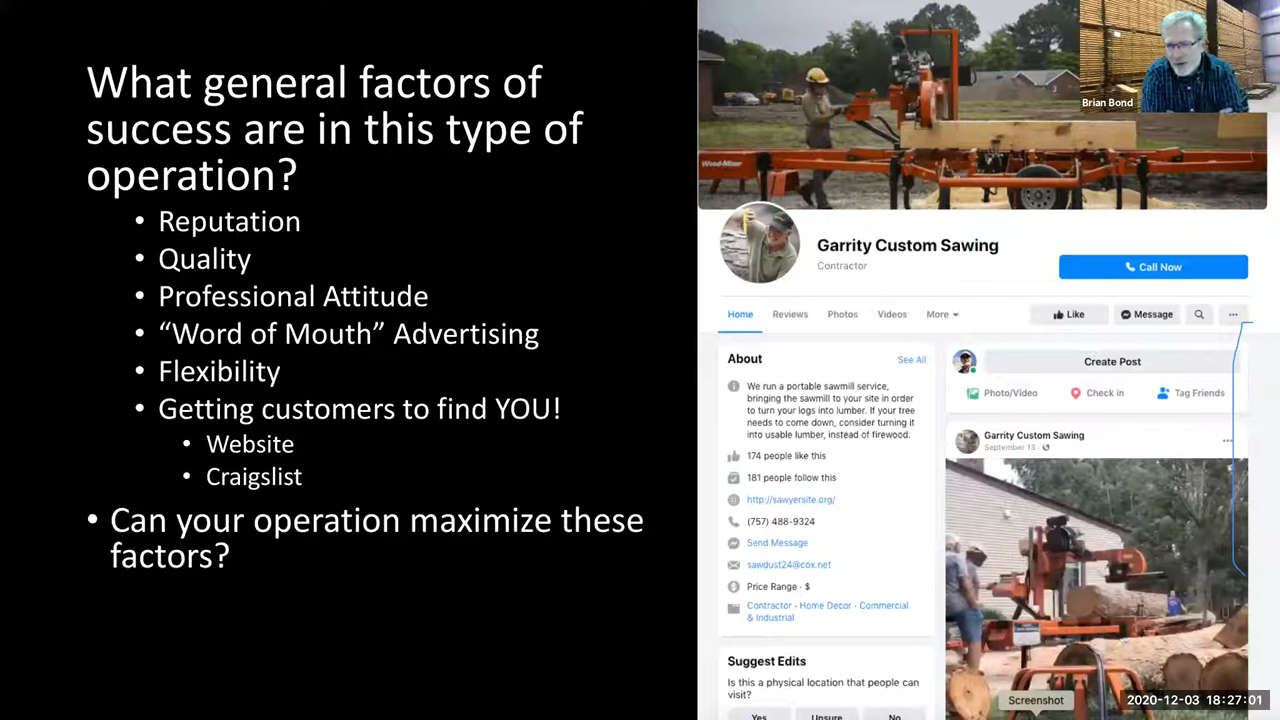 What general factors of
success are in this type of
operation?
• Reputation
• Quality
• Professional Attitude
• “Word of Mouth” Advertising
• Flexibility
• Getting customers to find YOU!
• Website
• Craigslist
• Can your operation maximize these
factors?
Wood-Mizer
Brian Bond
Garrity Custom Sawing
Contractor
Call Now
Home Reviews Photos Videos More
Like Message
About See All
We run a portable sawmill service,
bringing the sawmill to your site in order
to turn your logs into lumber. If your tree
needs to come down, consider turning it
into usable lumber, instead of firewood.
174 people like this
181 people follow this
http://sawyersite.org/
(757) 488-9324
Send Message
sawdust24@cox.net
Price Range · $
Contractor · Home Decor · Commercial
& Industrial
Suggest Edits
Is this a physical location that people can
visit?
Yes Unsure No
Create Post
Photo/Video Check in Tag Friends
Garrity Custom Sawing
September 13 ·
Screenshot
2020-12-03 18:27:01